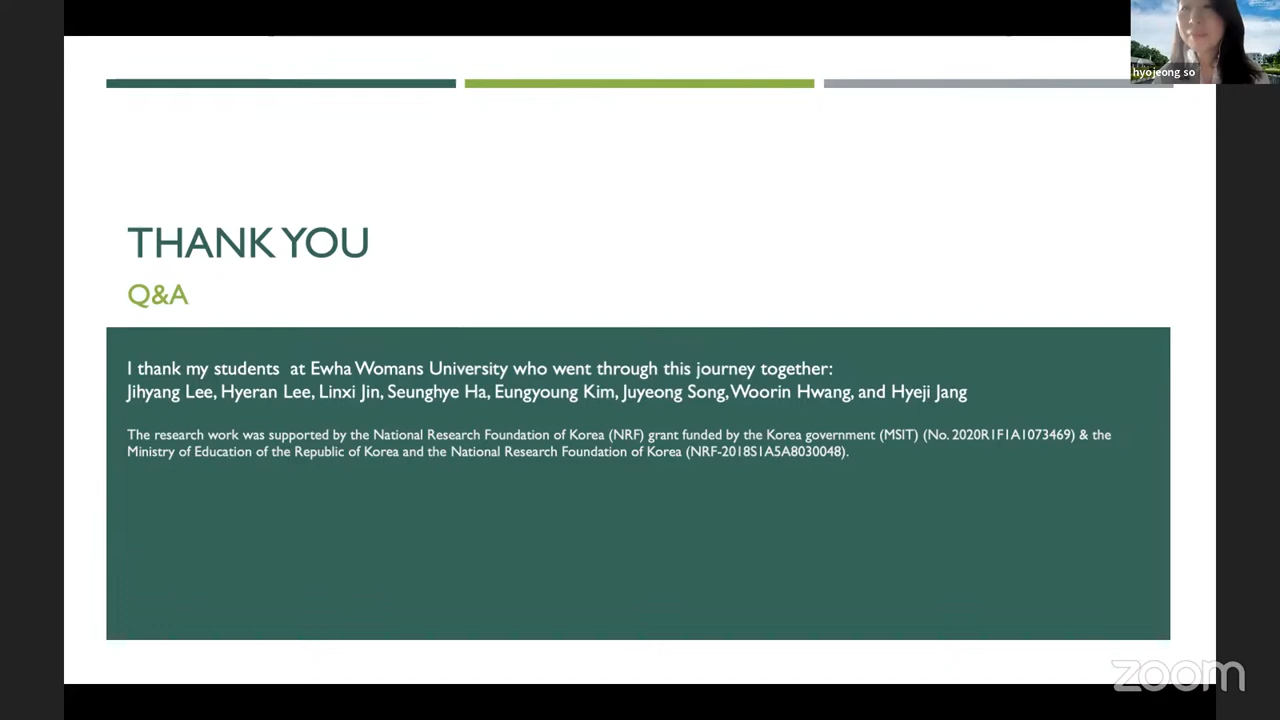 hyojeong so
THANK YOU
Q&A
I thank my students at Ewha Womans University who went through this journey together:
Jihyang Lee, Hyeran Lee, Linxi Jin, Seunghye Ha, Eungyoung Kim, Juyeong Song, Woorin Hwang, and Hyeji Jang
The research work was supported by the National Research Foundation of Korea (NRF) grant funded by the Korea government (MSIT) (No. 2020R1F1A1073469) & the
Ministry of Education of the Republic of Korea and the National Research Foundation of Korea (NRF-2018S1A5A8030048).
zoom